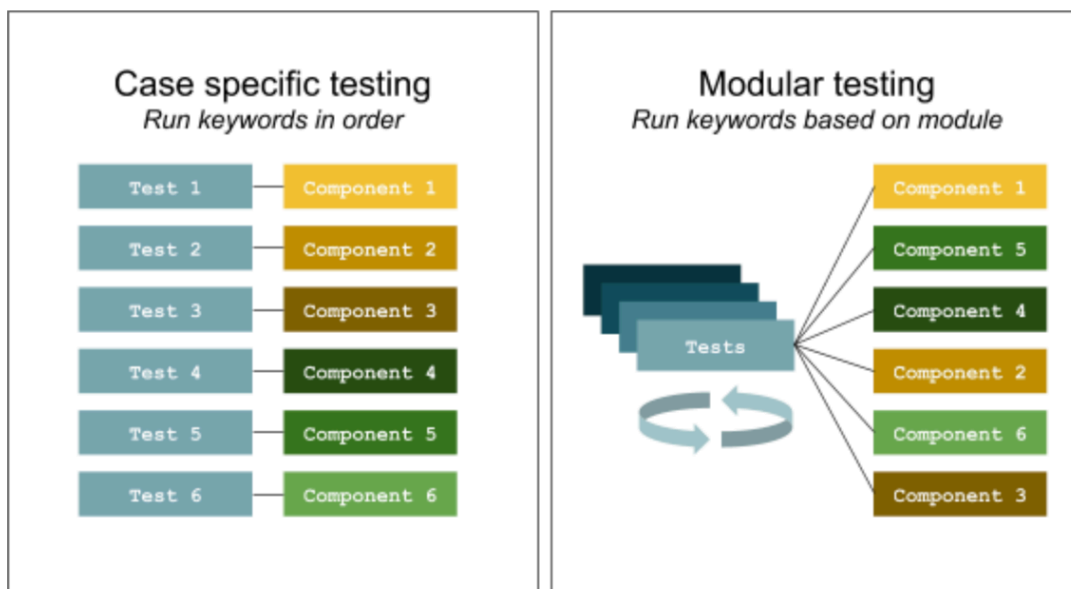 Case specific testing
Run keywords in order
Test 1
Component 1
Test 2
Component 2
Test 3
Component 3
Test 4
Component 4
Test 5
Component 5
Test 6
Component 6
Modular testing
Run keywords based on module
Tests
Component 1
Component 5
Component 4
Component 2
Component 6
Component 3